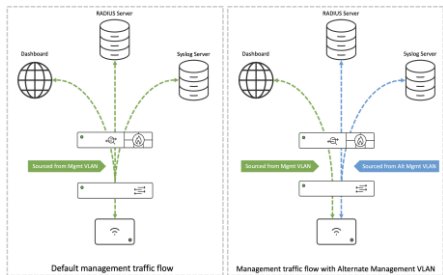 RADIUS Server
Dashboard
Syslog Server
Sourced from Mgmt VLAN
Default management traffic flow
RADIUS Server
Dashboard
Syslog Server
Sourced from Mgmt VLAN
Sourced from Alt Mgmt VLAN
Management traffic flow with Alternate Management VLAN